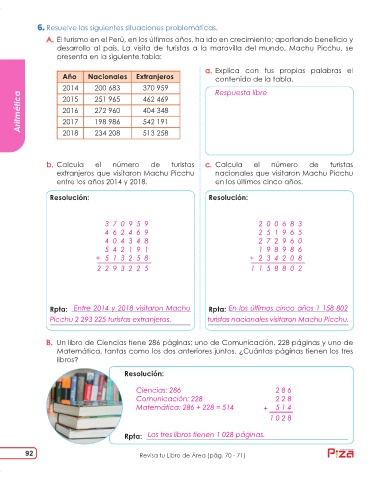 6. Resuelve las siguientes situaciones problemáticas.
A. El turismo en el Perú, en los últimos años, ha ido en crecimiento; aportando beneficio y
desarrollo al país. La visita de turistas a la maravilla del mundo, Machu Picchu, se
presenta en la siguiente tabla:
Año Nacionales Extranjeros
2014 200 683 370 959
2015 251 965 462 469
2016 272 960 404 348
2017 198 986 542 191
2018 234 208 513 258
a. Explica con tus propias palabras el
contenido de la tabla.
Respuesta libre
Aritmética
b. Calcula el número de turistas
extranjeros que visitaron Machu Picchu
entre los años 2014 y 2018.
Resolución:
3 7 0 9 5 9
4 6 2 4 6 9
4 0 4 3 4 8
5 4 2 1 9 1
+ 5 1 3 2 5 8
2 2 9 3 2 2 5
Rpta: Entre 2014 y 2018 visitaron Machu
Picchu 2 293 225 turistas extranjeros.
c. Calcula el número de turistas
nacionales que visitaron Machu Picchu
en los últimos cinco años.
Resolución:
2 0 0 6 8 3
2 5 1 9 6 5
2 7 2 9 6 0
1 9 8 9 8 6
+ 2 3 4 2 0 8
1 1 5 8 8 0 2
Rpta: En los últimos cinco años 1 158 802
turistas nacionales visitaron Machu Picchu.
B. Un libro de Ciencias tiene 286 páginas; uno de Comunicación, 228 páginas y uno de
Matemática, tantas como los dos anteriores juntos. ¿Cuántas páginas tienen los tres
libros?
Resolución:
Ciencias: 286
Comunicación: 228
Matemática: 286 + 228 = 514
2 8 6
2 2 8
+ 5 1 4
1 0 2 8
Rpta: Los tres libros tienen 1 028 páginas.
92
Revisa tu Libro de Área (pág. 70 - 71)
Piza